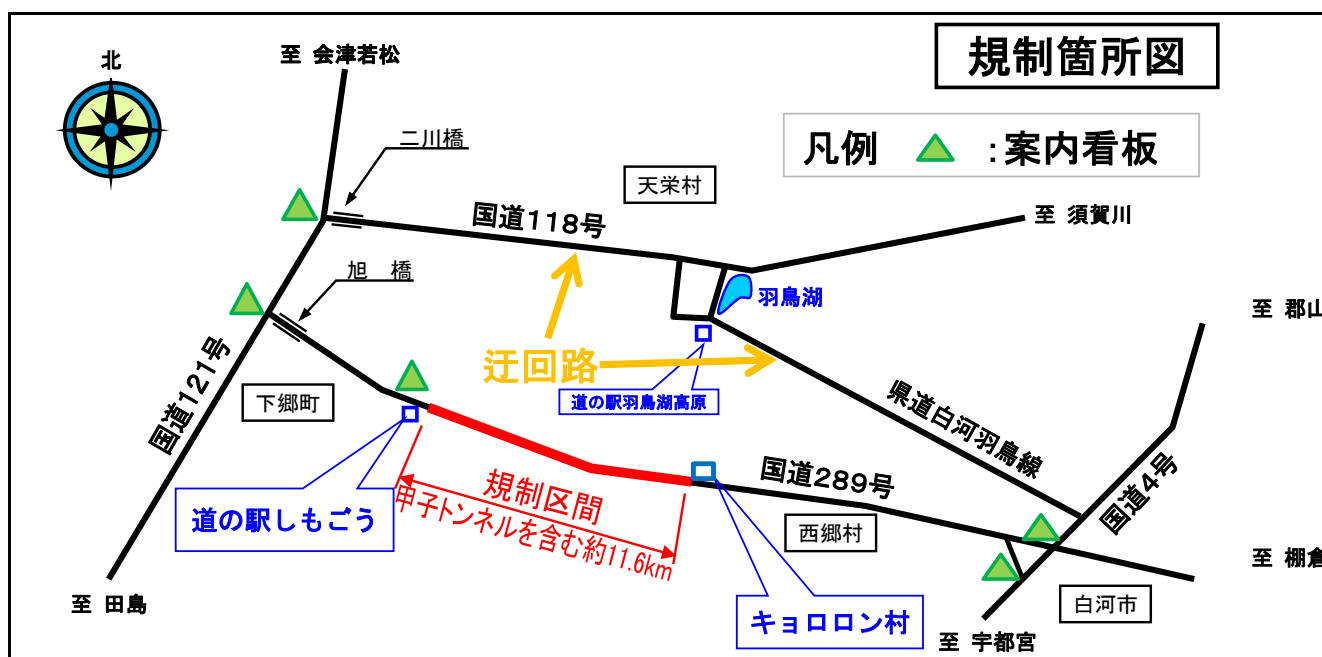 規制箇所図
北
至 会津若松
凡例 :案内看板
二川橋
天栄村
国道118号
至 須賀川
旭 橋
羽鳥湖
至 郡山
迂回路
道の駅羽鳥湖高原
国道121号
下郷町
県道白河羽鳥線
国道289号
国道4号
規制区間
甲子トンネルを含む約11.6km
道の駅しもごう
西郷村
至 棚倉
至 田島
キョロロン村
白河市
至 宇都宮